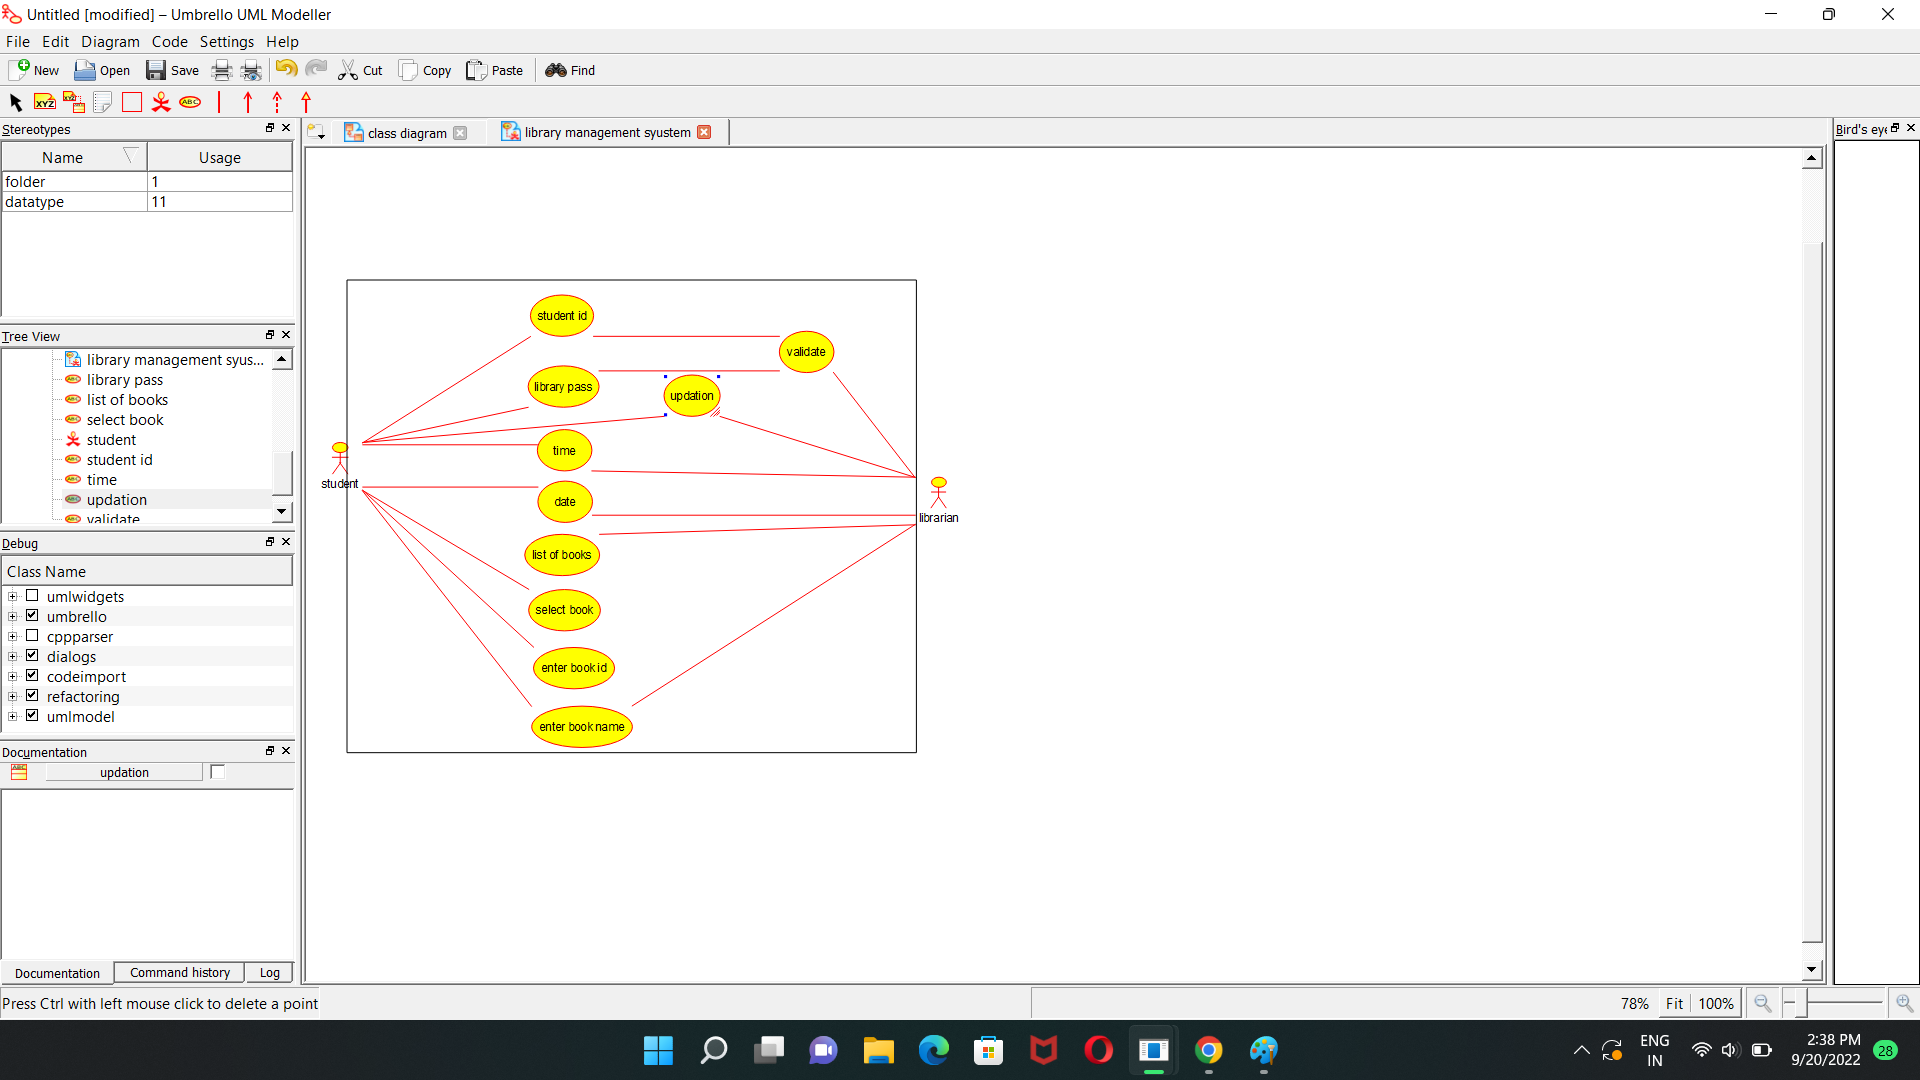 Untitled [modified] – Umbrello UML Modeller
File Edit Diagram Code Settings Help
New Open Save Cut Copy Paste Find
XYZ XYZ ABC
Stereotypes
Name Usage
folder 1
datatype 11
Tree View
library management syus...
library pass
list of books
select book
student
student id
time
updation
validate
Debug
Class Name
umlwidgets
umbrello
cppparser
dialogs
codeimport
refactoring
umlmodel
Documentation
updation
Documentation Command history Log
class diagram library management syustem
student id
validate
library pass
updation
time
student
date
librarian
list of books
select book
enter book id
enter book name
Bird's eye
Press Ctrl with left mouse click to delete a point
78% Fit 100%
ENG
IN
2:38 PM
9/20/2022
28